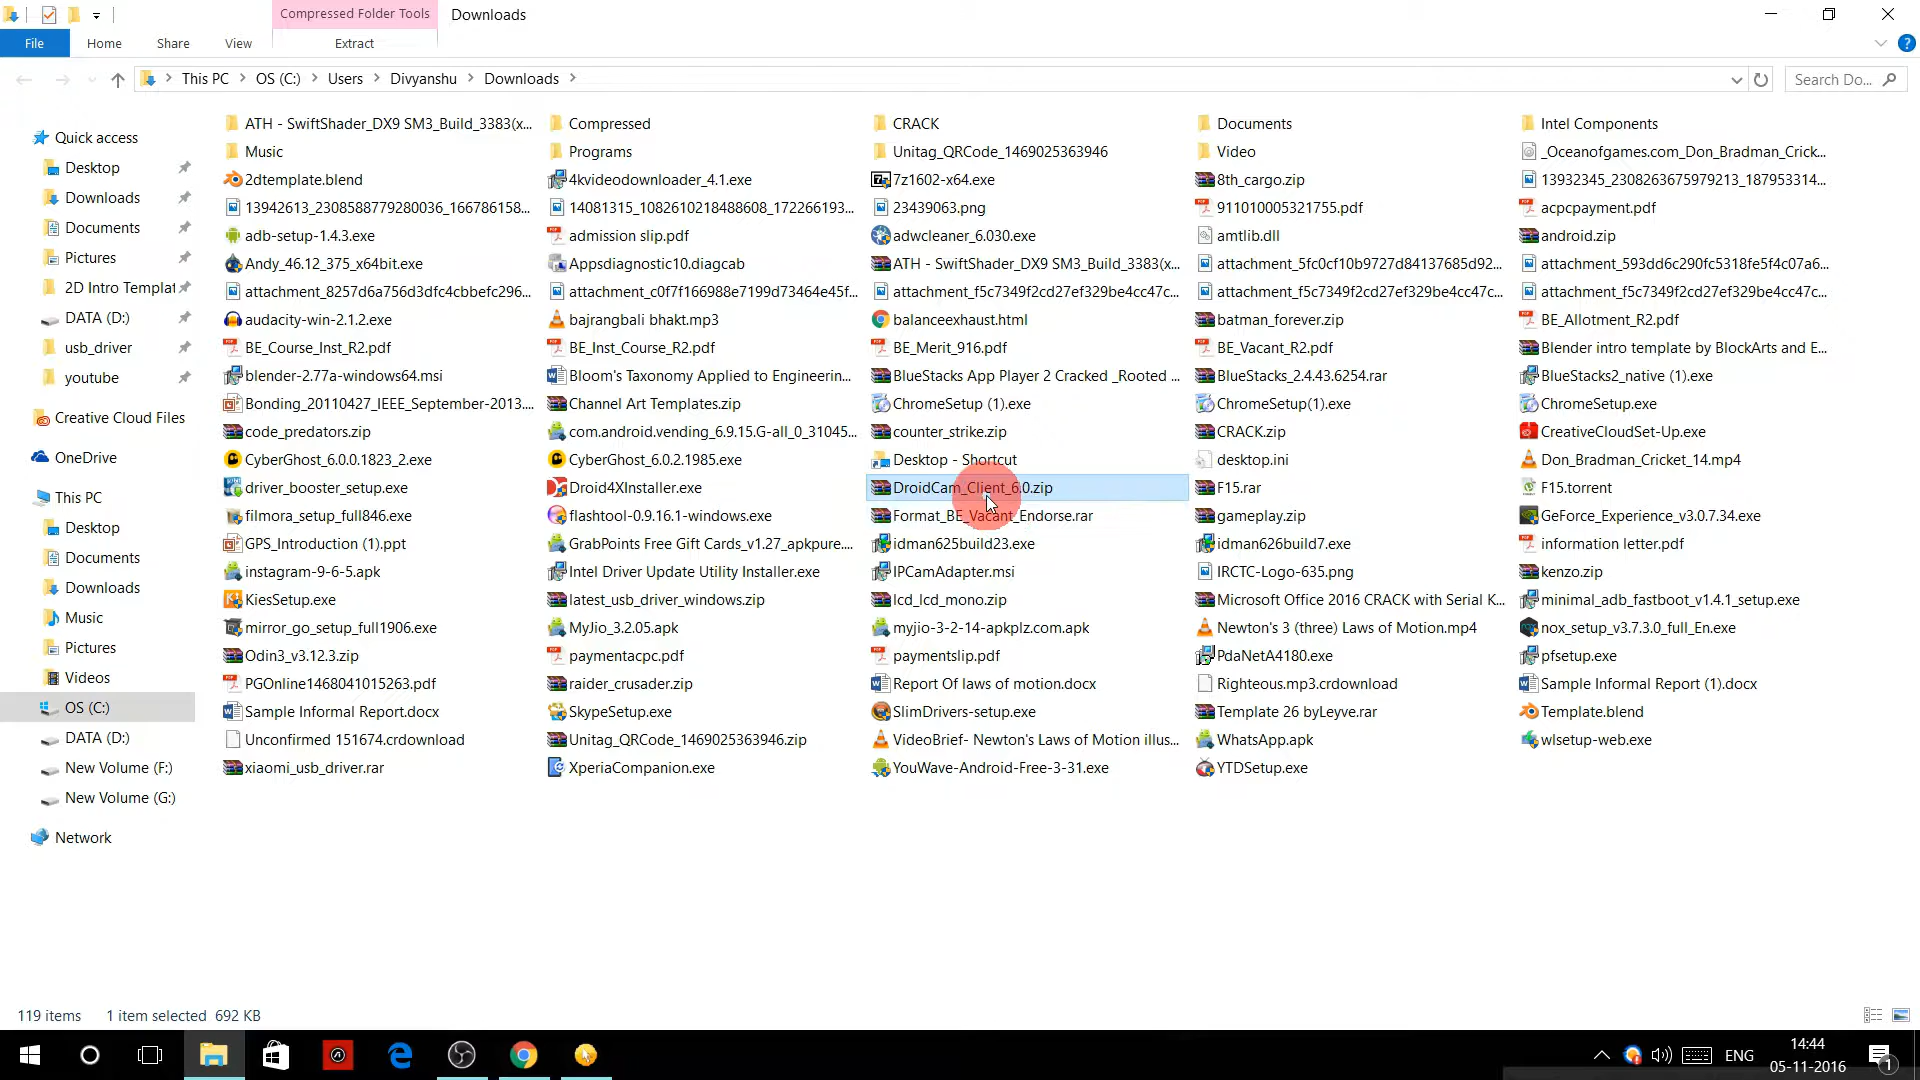 Compressed Folder Tools
Downloads
File
Home
Share
View
Extract
This PC
OS (C:)
Users
Divyanshu
Downloads
Search Do...
Quick access
Desktop
Downloads
Documents
Pictures
2D Intro Templat
DATA (D:)
usb_driver
youtube
Creative Cloud Files
OneDrive
This PC
Desktop
Documents
Downloads
Music
Pictures
Videos
OS (C:)
DATA (D:)
New Volume (F:)
New Volume (G:)
Network
ATH - SwiftShader_DX9 SM3_Build_3383(x...
Compressed
CRACK
Documents
Intel Components
Music
Programs
Unitag_QRCode_1469025363946
Video
_Oceanofgames.com_Don_Bradman_Crick...
2dtemplate.blend
4kvideodownloader_4.1.exe
7z1602-x64.exe
8th_cargo.zip
13932345_2308263675979213_187953314...
13942613_2308588779280036_166786158...
14081315_1082610218488608_172266193...
23439063.png
911010005321755.pdf
acpcpayment.pdf
adb-setup-1.4.3.exe
admission slip.pdf
adwcleaner_6.030.exe
amtlib.dll
android.zip
Andy_46.12_375_x64bit.exe
Appsdiagnostic10.diagcab
ATH - SwiftShader_DX9 SM3_Build_3383(x...
attachment_5fc0cf10b9727d84137685d92...
attachment_593dd6c290fc5318fe5f4c07a6...
attachment_8257d6a756d3dfc4cbbefc296...
attachment_c0f7f166988e7199d73464e45f...
attachment_f5c7349f2cd27ef329be4cc47c...
attachment_f5c7349f2cd27ef329be4cc47c...
attachment_f5c7349f2cd27ef329be4cc47c...
audacity-win-2.1.2.exe
bajrangbali bhakt.mp3
balanceexhaust.html
batman_forever.zip
BE_Allotment_R2.pdf
BE_Course_Inst_R2.pdf
BE_Inst_Course_R2.pdf
BE_Merit_916.pdf
BE_Vacant_R2.pdf
Blender intro template by BlockArts and E...
blender-2.77a-windows64.msi
Bloom's Taxonomy Applied to Engineerin...
BlueStacks App Player 2 Cracked _Rooted ...
BlueStacks_2.4.43.6254.rar
BlueStacks2_native (1).exe
Bonding_20110427_IEEE_September-2013....
Channel Art Templates.zip
ChromeSetup (1).exe
ChromeSetup(1).exe
ChromeSetup.exe
code_predators.zip
com.android.vending_6.9.15.G-all_0_31045...
counter_strike.zip
CRACK.zip
CreativeCloudSet-Up.exe
CyberGhost_6.0.0.1823_2.exe
CyberGhost_6.0.2.1985.exe
Desktop - Shortcut
desktop.ini
Don_Bradman_Cricket_14.mp4
driver_booster_setup.exe
Droid4XInstaller.exe
DroidCam_Client_6.0.zip
F15.rar
F15.torrent
filmora_setup_full846.exe
flashtool-0.9.16.1-windows.exe
Format_BE_Vacant_Endorse.rar
gameplay.zip
GeForce_Experience_v3.0.7.34.exe
GPS_Introduction (1).ppt
GrabPoints Free Gift Cards_v1.27_apkpure....
idman625build23.exe
idman626build7.exe
information letter.pdf
instagram-9-6-5.apk
Intel Driver Update Utility Installer.exe
IPCamAdapter.msi
IRCTC-Logo-635.png
kenzo.zip
KiesSetup.exe
latest_usb_driver_windows.zip
lcd_lcd_mono.zip
Microsoft Office 2016 CRACK with Serial K...
minimal_adb_fastboot_v1.4.1_setup.exe
mirror_go_setup_full1906.exe
MyJio_3.2.05.apk
myjio-3-2-14-apkplz.com.apk
Newton's 3 (three) Laws of Motion.mp4
nox_setup_v3.7.3.0_full_En.exe
Odin3_v3.12.3.zip
paymentacpc.pdf
paymentslip.pdf
PdaNetA4180.exe
pfsetup.exe
PGOnline1468041015263.pdf
raider_crusader.zip
Report Of laws of motion.docx
Righteous.mp3.crdownload
Sample Informal Report (1).docx
Sample Informal Report.docx
SkypeSetup.exe
SlimDrivers-setup.exe
Template 26 byLeyve.rar
Template.blend
Unconfirmed 151674.crdownload
Unitag_QRCode_1469025363946.zip
VideoBrief- Newton's Laws of Motion illus...
WhatsApp.apk
wlsetup-web.exe
xiaomi_usb_driver.rar
XperiaCompanion.exe
YouWave-Android-Free-3-31.exe
YTDSetup.exe
119 items
1 item selected 692 KB
ENG
14:44
05-11-2016
1